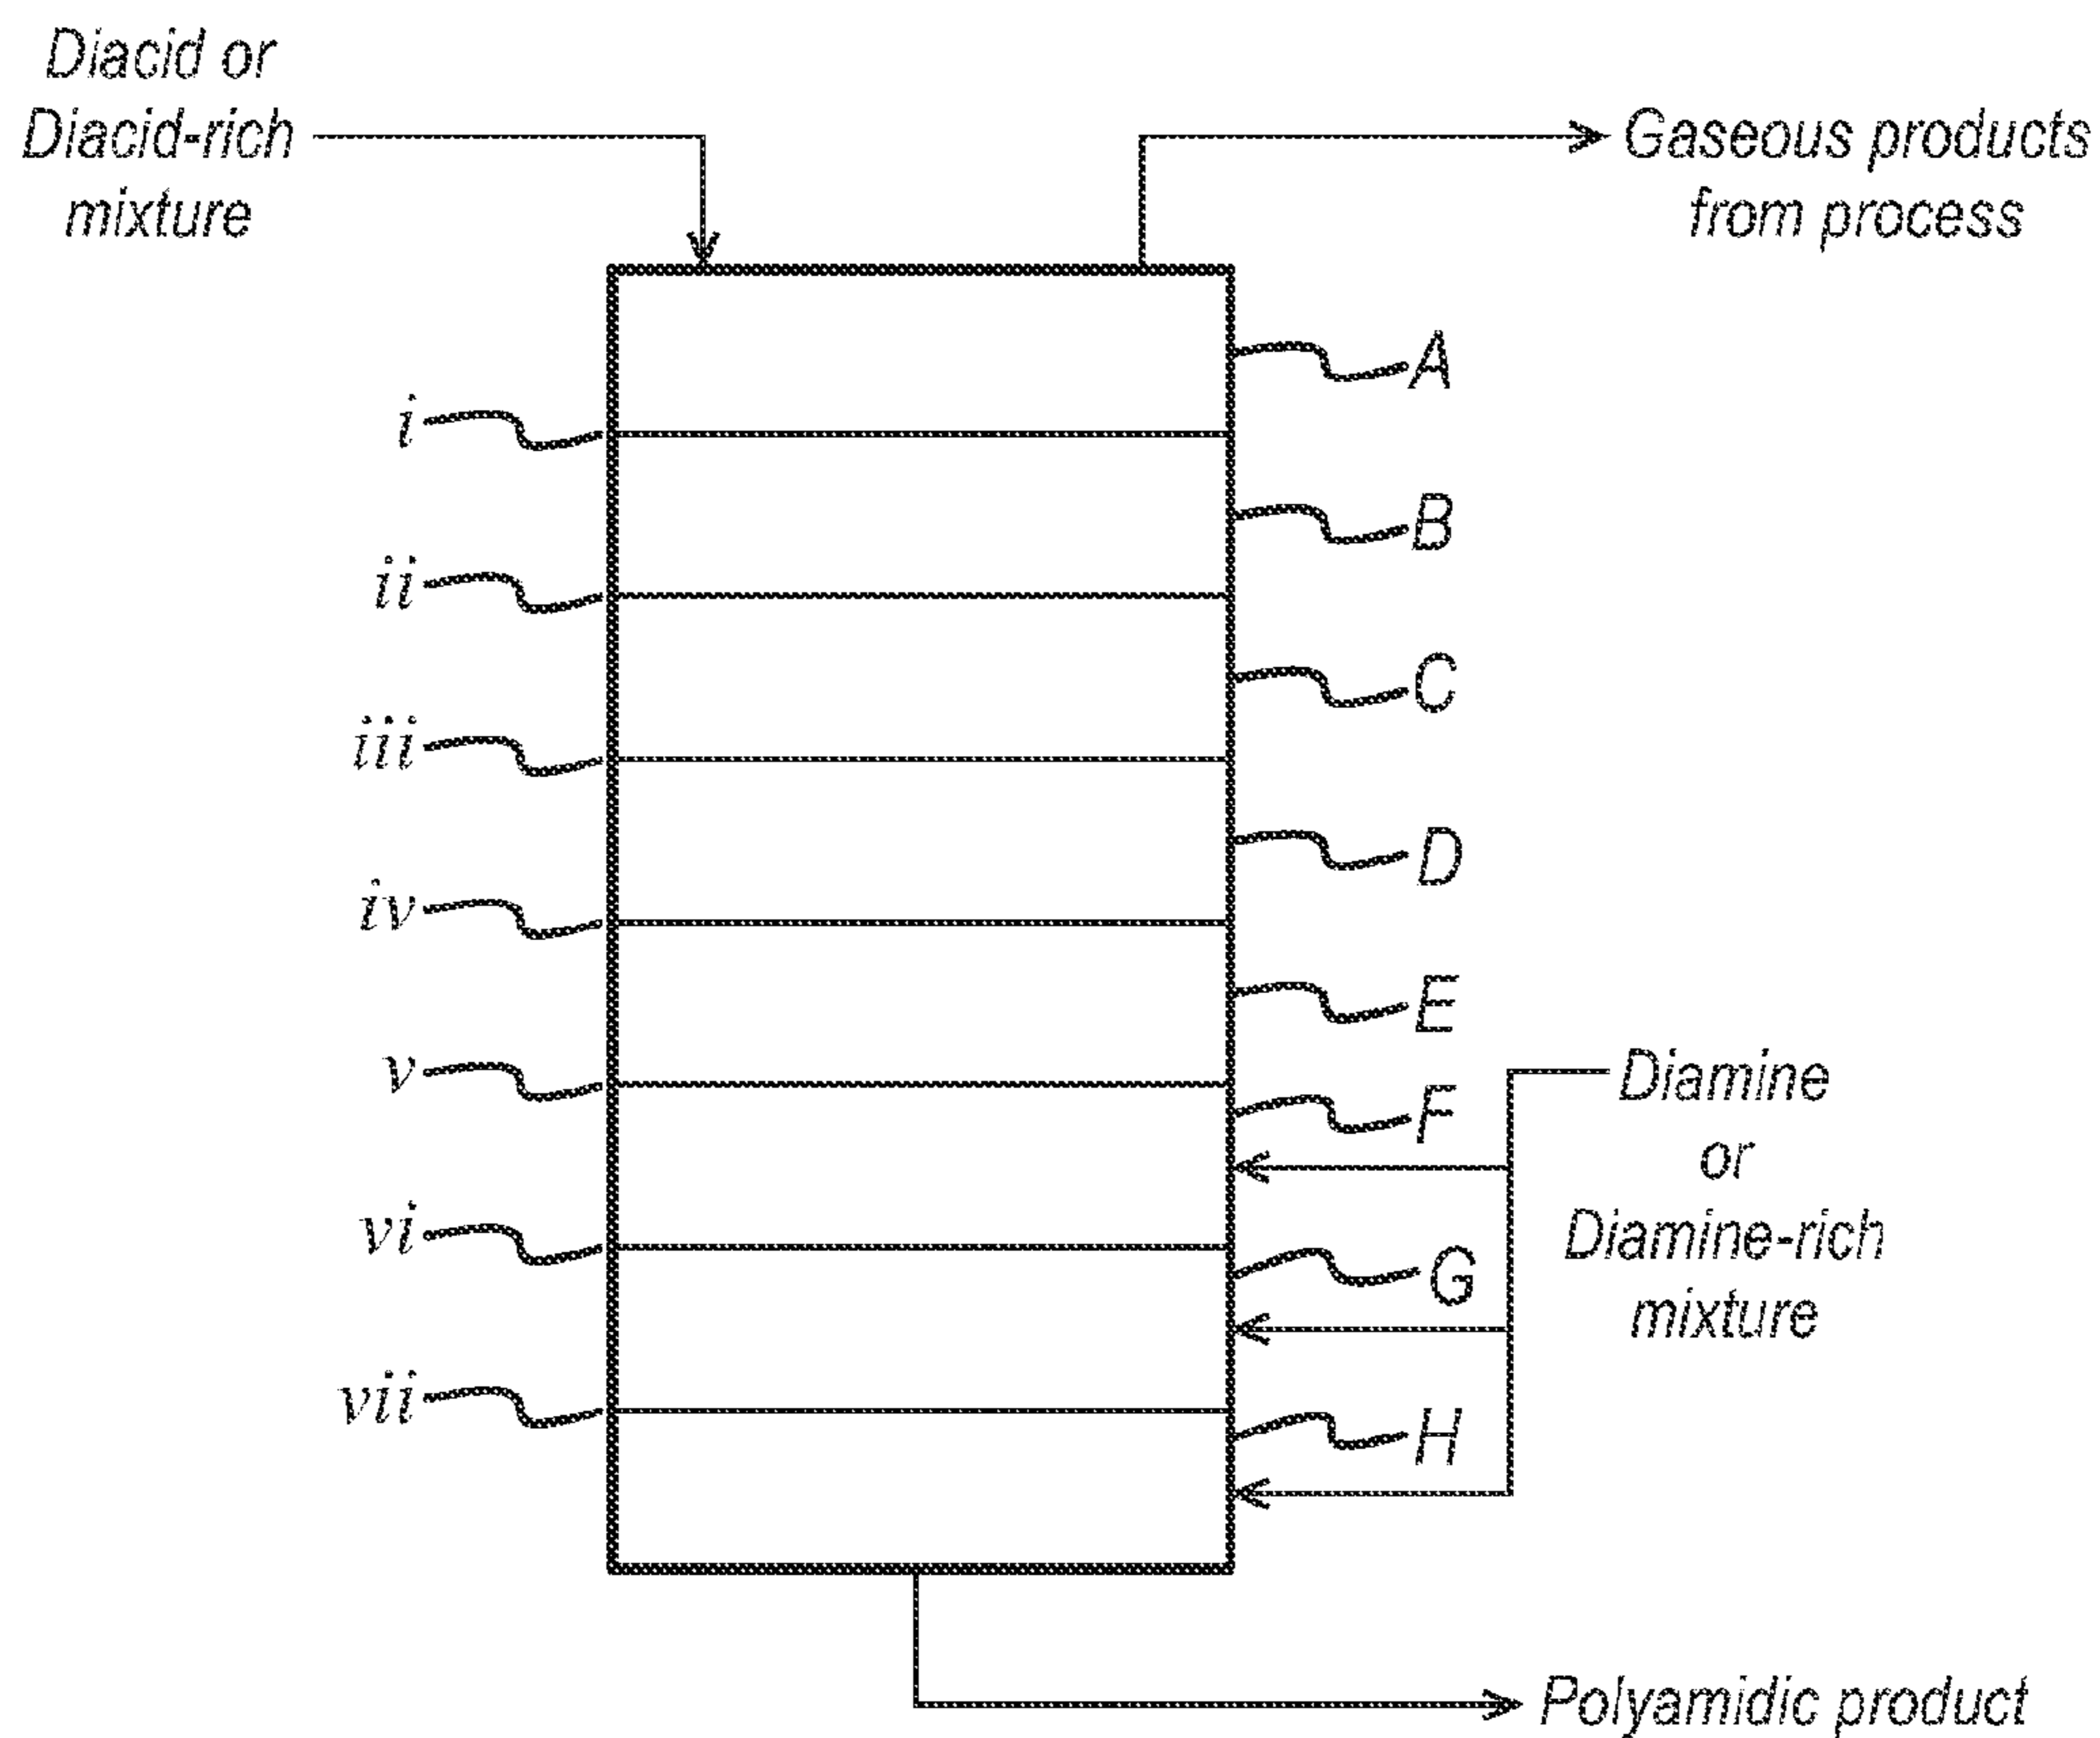 Diacid or
Diacid-rich
mixture
Gaseous products
from process
A
i
B
ii
C
iii
D
iv
E
v
F
Diamine
or
Diamine-rich
mixture
vi
G
vii
H
Polyamidic product